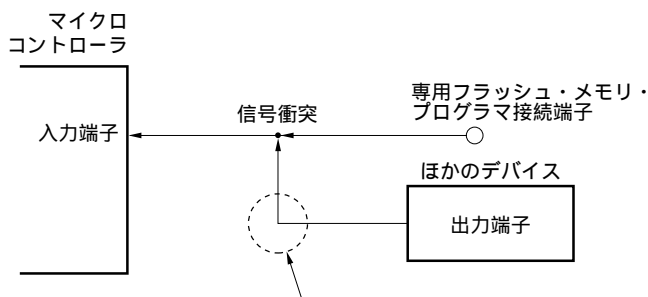 マイクロ
コントローラ
入力端子
信号衝突
専用フラッシュ・メモリ・
プログラマ接続端子
ほかのデバイス
出力端子